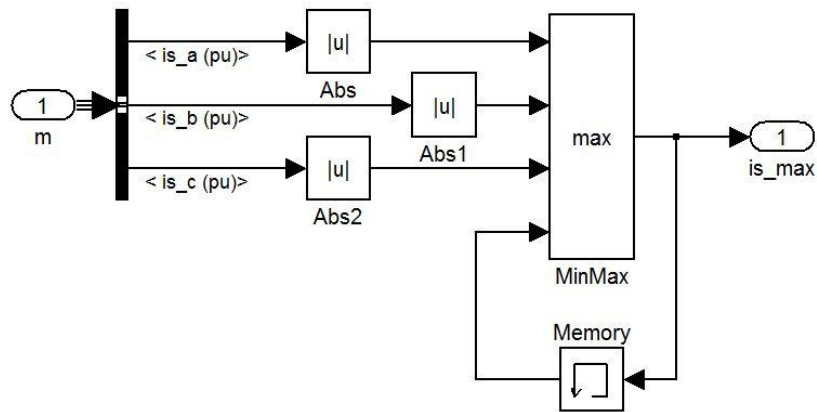 < is_a (pu)>
|u|
Abs
1
m
< is_b (pu)>
|u|
Abs1
< is_c (pu)>
|u|
Abs2
max
MinMax
1
is_max
Memory